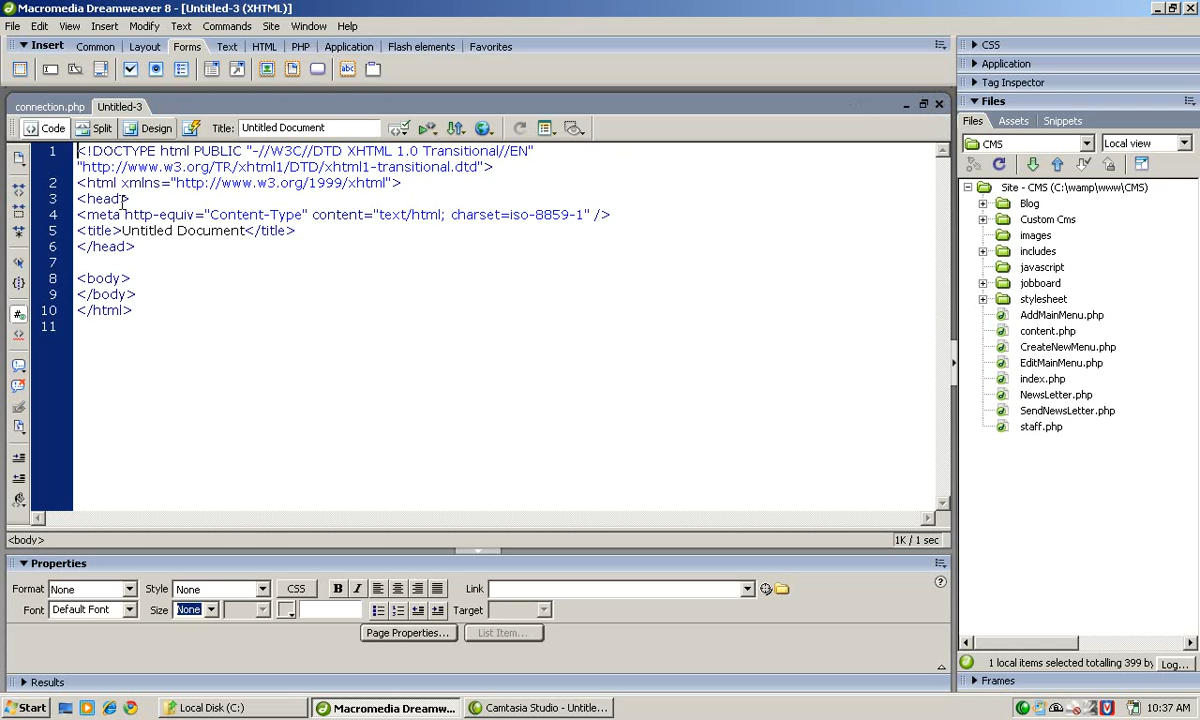 Macromedia Dreamweaver 8 - [Untitled-3 (XHTML)]
File Edit View Insert Modify Text Commands Site Window Help
Insert Common Layout Forms Text HTML PHP Application Flash elements Favorites
connection.php Untitled-3
Code Split Design Title: Untitled Document
1 <!DOCTYPE html PUBLIC "-//W3C//DTD XHTML 1.0 Transitional//EN"
"http://www.w3.org/TR/xhtml1/DTD/xhtml1-transitional.dtd">
2 <html xmlns="http://www.w3.org/1999/xhtml">
3 <head>
4 <meta http-equiv="Content-Type" content="text/html; charset=iso-8859-1" />
5 <title>Untitled Document</title>
6 </head>
7
8 <body>
9 </body>
10 </html>
11
<body> 1K / 1 sec
Properties
Format None Style None CSS B I Link
Font Default Font Size None Target
Page Properties... List Item...
Results
CSS
Application
Tag Inspector
Files
Files Assets Snippets
CMS Local view
Site - CMS (C:\wamp\www\CMS)
Blog
Custom Cms
images
includes
javascript
jobboard
stylesheet
AddMainMenu.php
content.php
CreateNewMenu.php
EditMainMenu.php
index.php
NewsLetter.php
SendNewsLetter.php
staff.php
1 local items selected totalling 399 by Log...
Frames
Start Local Disk (C:) Macromedia Dreamw... Camtasia Studio - Untitle... 10:37 AM